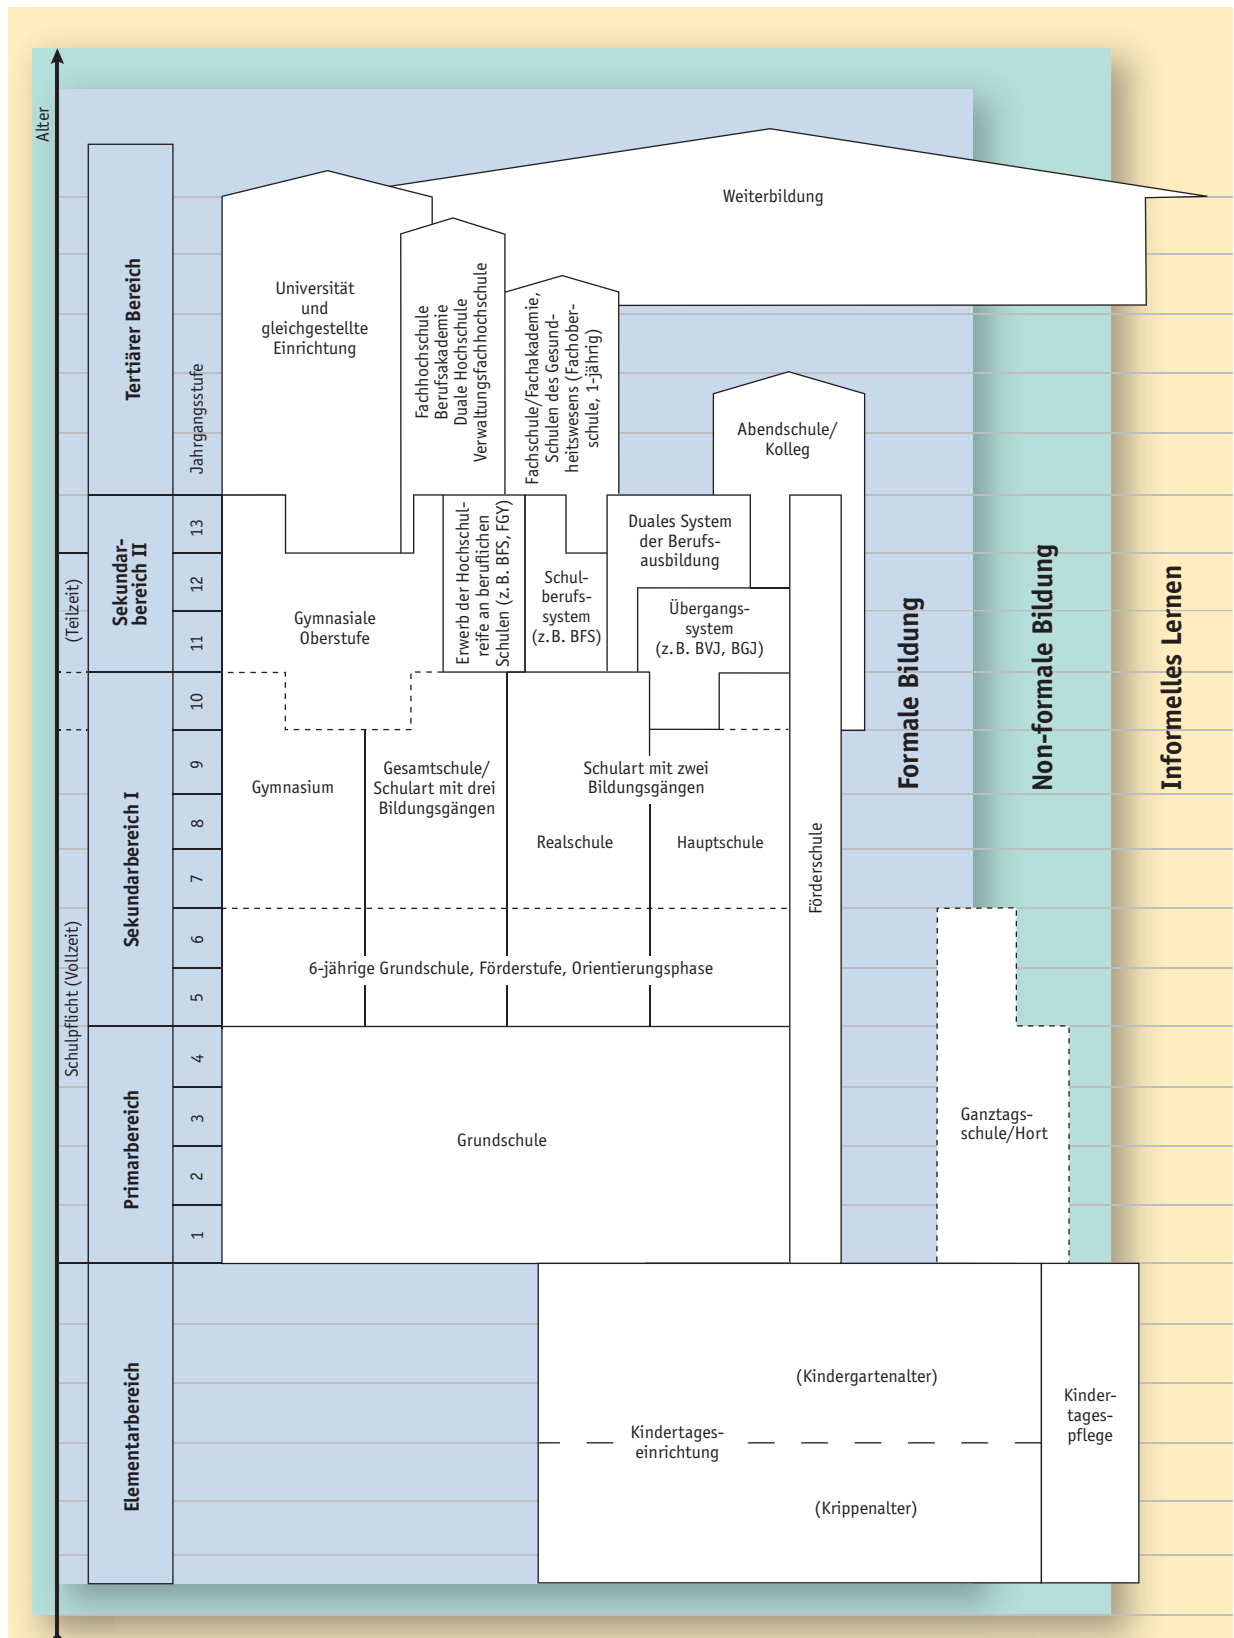 Alter
Weiterbildung
Tertiärer Bereich
Jahrgangsstufe
Universität
und
gleichgestellte
Einrichtung
Fachhochschule
Berufsakademie
Duale Hochschule
Verwaltungsfachhochschule
Fachschule/Fachakademie,
Schulen des Gesund-
heitswesens (Fachober-
schule, 1-jährig)
Abendschule/
Kolleg
(Teilzeit)
Sekundar-
bereich II
13
12
11
Gymnasiale
Oberstufe
Erwerb der Hochschul-
reife an beruflichen
Schulen (z.B. BFS, FGY)
Schul-
berufs-
system
(z.B. BFS)
Duales System
der Berufs-
ausbildung
Übergangs-
system
(z.B. BVJ, BGJ)
Formale Bildung
Non-formale Bildung
Informelles Lernen
Schulpflicht (Vollzeit)
Sekundarbereich I
10
9
8
7
6
5
Gymnasium
Gesamtschule/
Schulart mit drei
Bildungsgängen
Schulart mit zwei
Bildungsgängen
Realschule
Hauptschule
Förderschule
6-jährige Grundschule, Förderstufe, Orientierungsphase
Primarbereich
4
3
2
1
Grundschule
Ganztags-
schule/Hort
Elementarbereich
(Kindergartenalter)
Kindertages-
einrichtung
(Krippenalter)
Kinder-
tages-
pflege